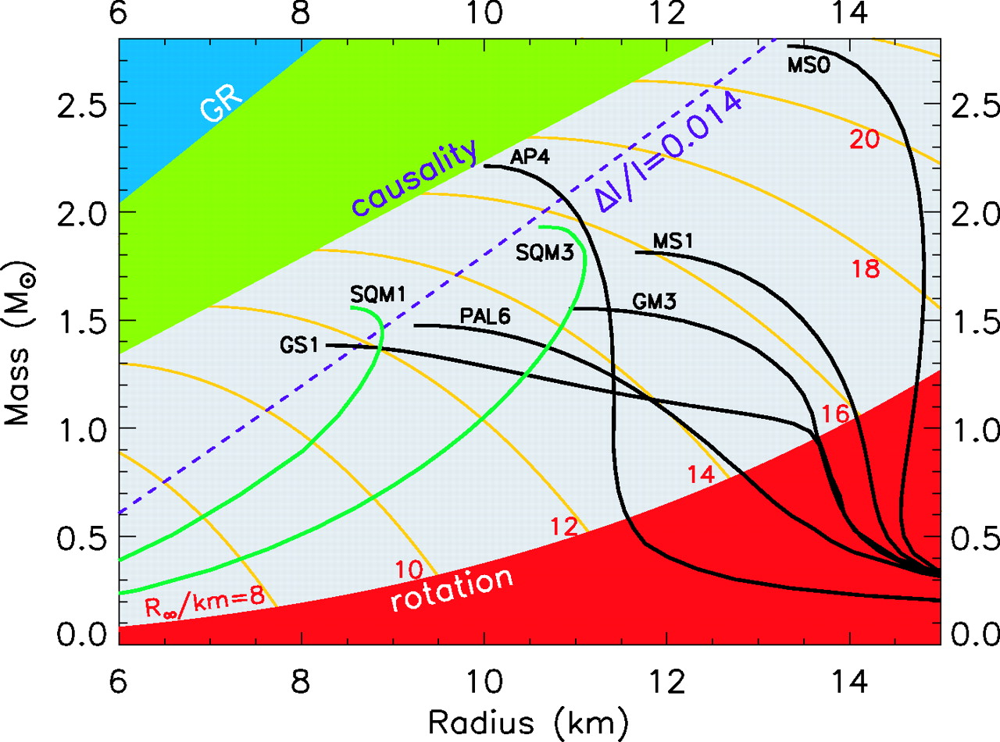 6 8 10 12 14
GR
MS0
2.5 2.5
ΔI/I=0.014
20
causality
AP4
2.0 2.0
SQM3
MS1
18
SQM1
GM3
PAL6
1.5 1.5
GS1
Mass (M⊙)
16
1.0 1.0
14
12
0.5 0.5
10
rotation
R∞/km=8
0.0 0.0
6 8 10 12 14
Radius (km)